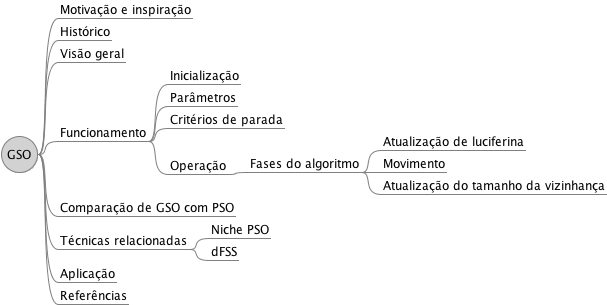 GSO
Motivação e inspiração
Histórico
Visão geral
Funcionamento
Inicialização
Parâmetros
Critérios de parada
Operação
Fases do algoritmo
Atualização de luciferina
Movimento
Atualização do tamanho da vizinhança
Comparação de GSO com PSO
Técnicas relacionadas
Niche PSO
dFSS
Aplicação
Referências